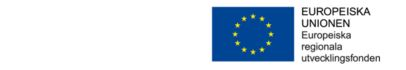 EUROPEISKA
UNIONEN
Europeiska
regionala
utvecklingsfonden